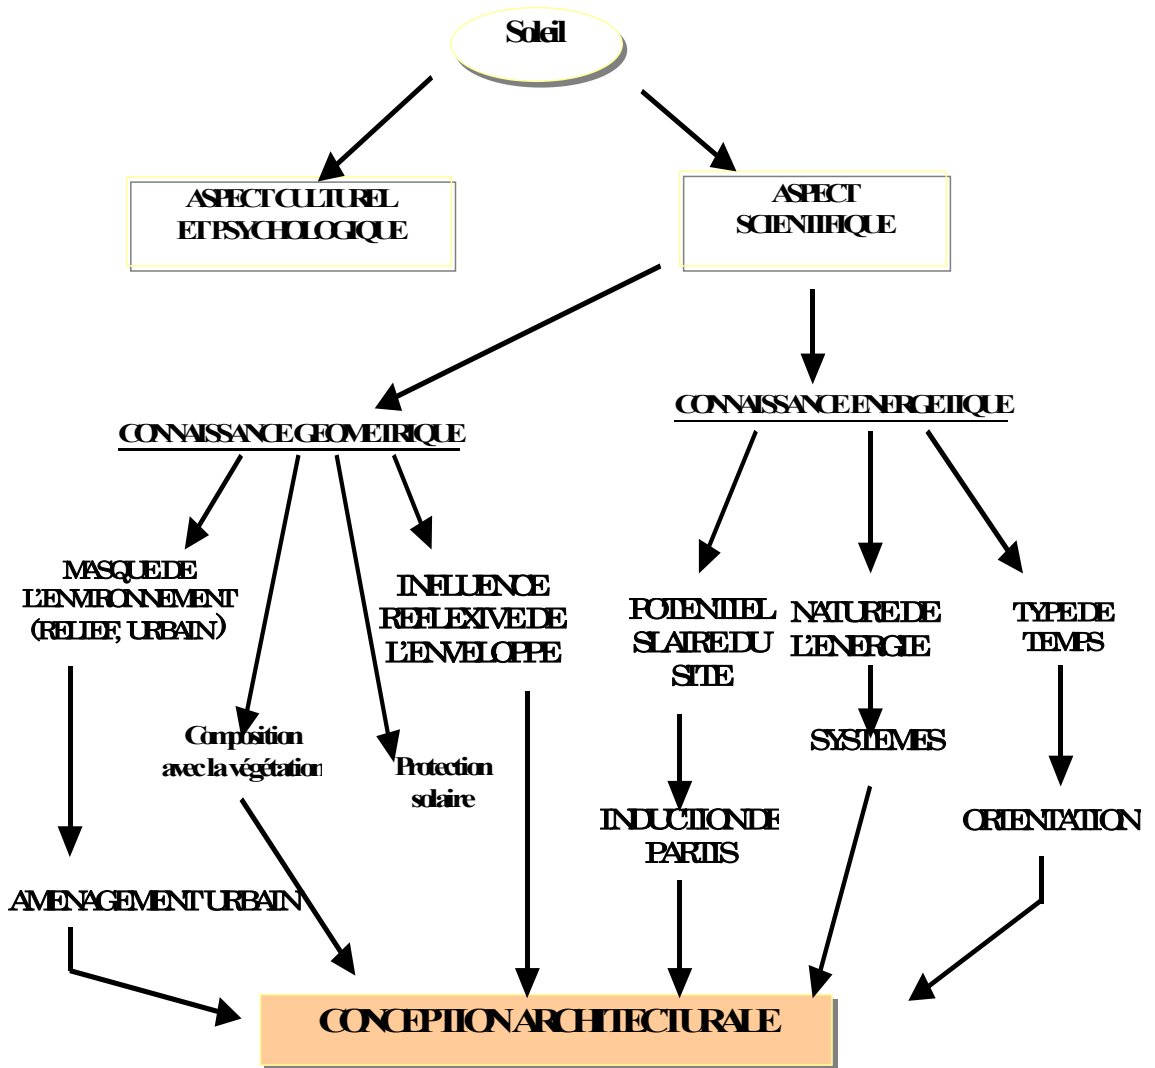 Soleil
ASPECT CULTUREL
ET PSYCHOLOGIQUE
ASPECT
SCIENTIFIQUE
CONNAISSANCE ENERGETIQUE
CONNAISSANCE GEOMETRIQUE
MASQUE DE
L'ENVIRONNEMENT
(RELIEF, URBAIN)
INFLUENCE
REFLEXIVE DE
L'ENVELOPPE
POTENTIEL
SLAIRE DU
SITE
NATURE DE
L'ENERGIE
TYPE DE
TEMPS
Composition
avec la végétation
Protection
solaire
SYSTEMES
INDUCTION DE
PARTIS
ORIENTATION
AMENAGEMENT URBAIN
CONCEPTION ARCHITECTURALE